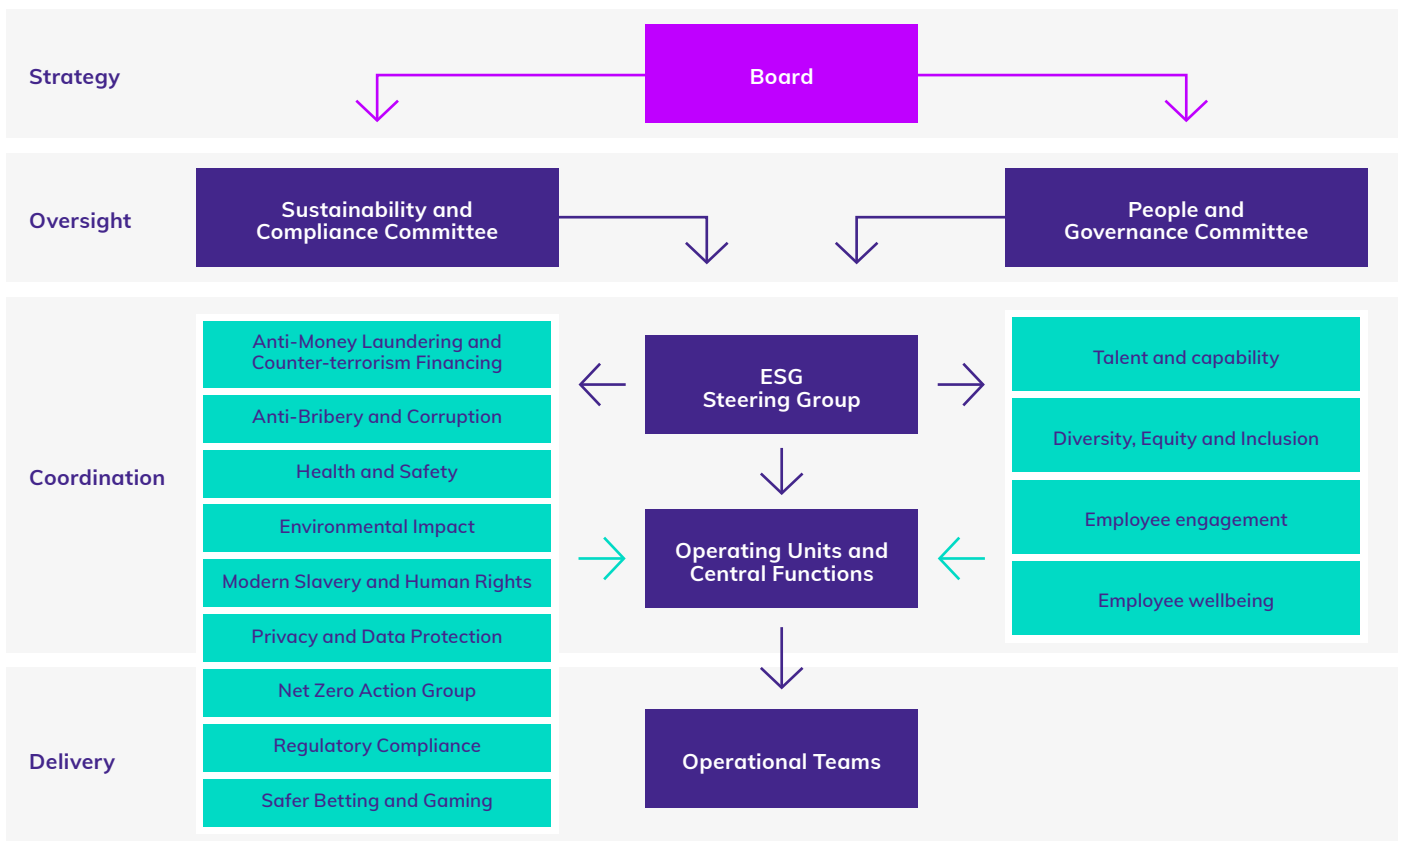 Strategy
Board
Oversight
Sustainability and
Compliance Committee
People and
Governance Committee
Coordination
Anti-Money Laundering and
Counter-terrorism Financing
Anti-Bribery and Corruption
Health and Safety
Environmental Impact
Modern Slavery and Human Rights
Privacy and Data Protection
Net Zero Action Group
Regulatory Compliance
Safer Betting and Gaming
ESG
Steering Group
Operating Units and
Central Functions
Talent and capability
Diversity, Equity and Inclusion
Employee engagement
Employee wellbeing
Delivery
Operational Teams